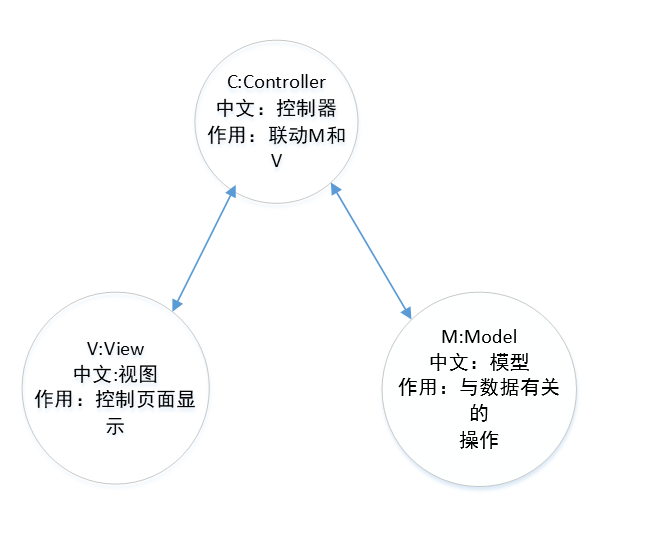 C:Controller
中文：控制器
作用：联动M和
V
V:View
中文:视图
作用：控制页面显
示
M:Model
中文：模型
作用：与数据有关
的
操作